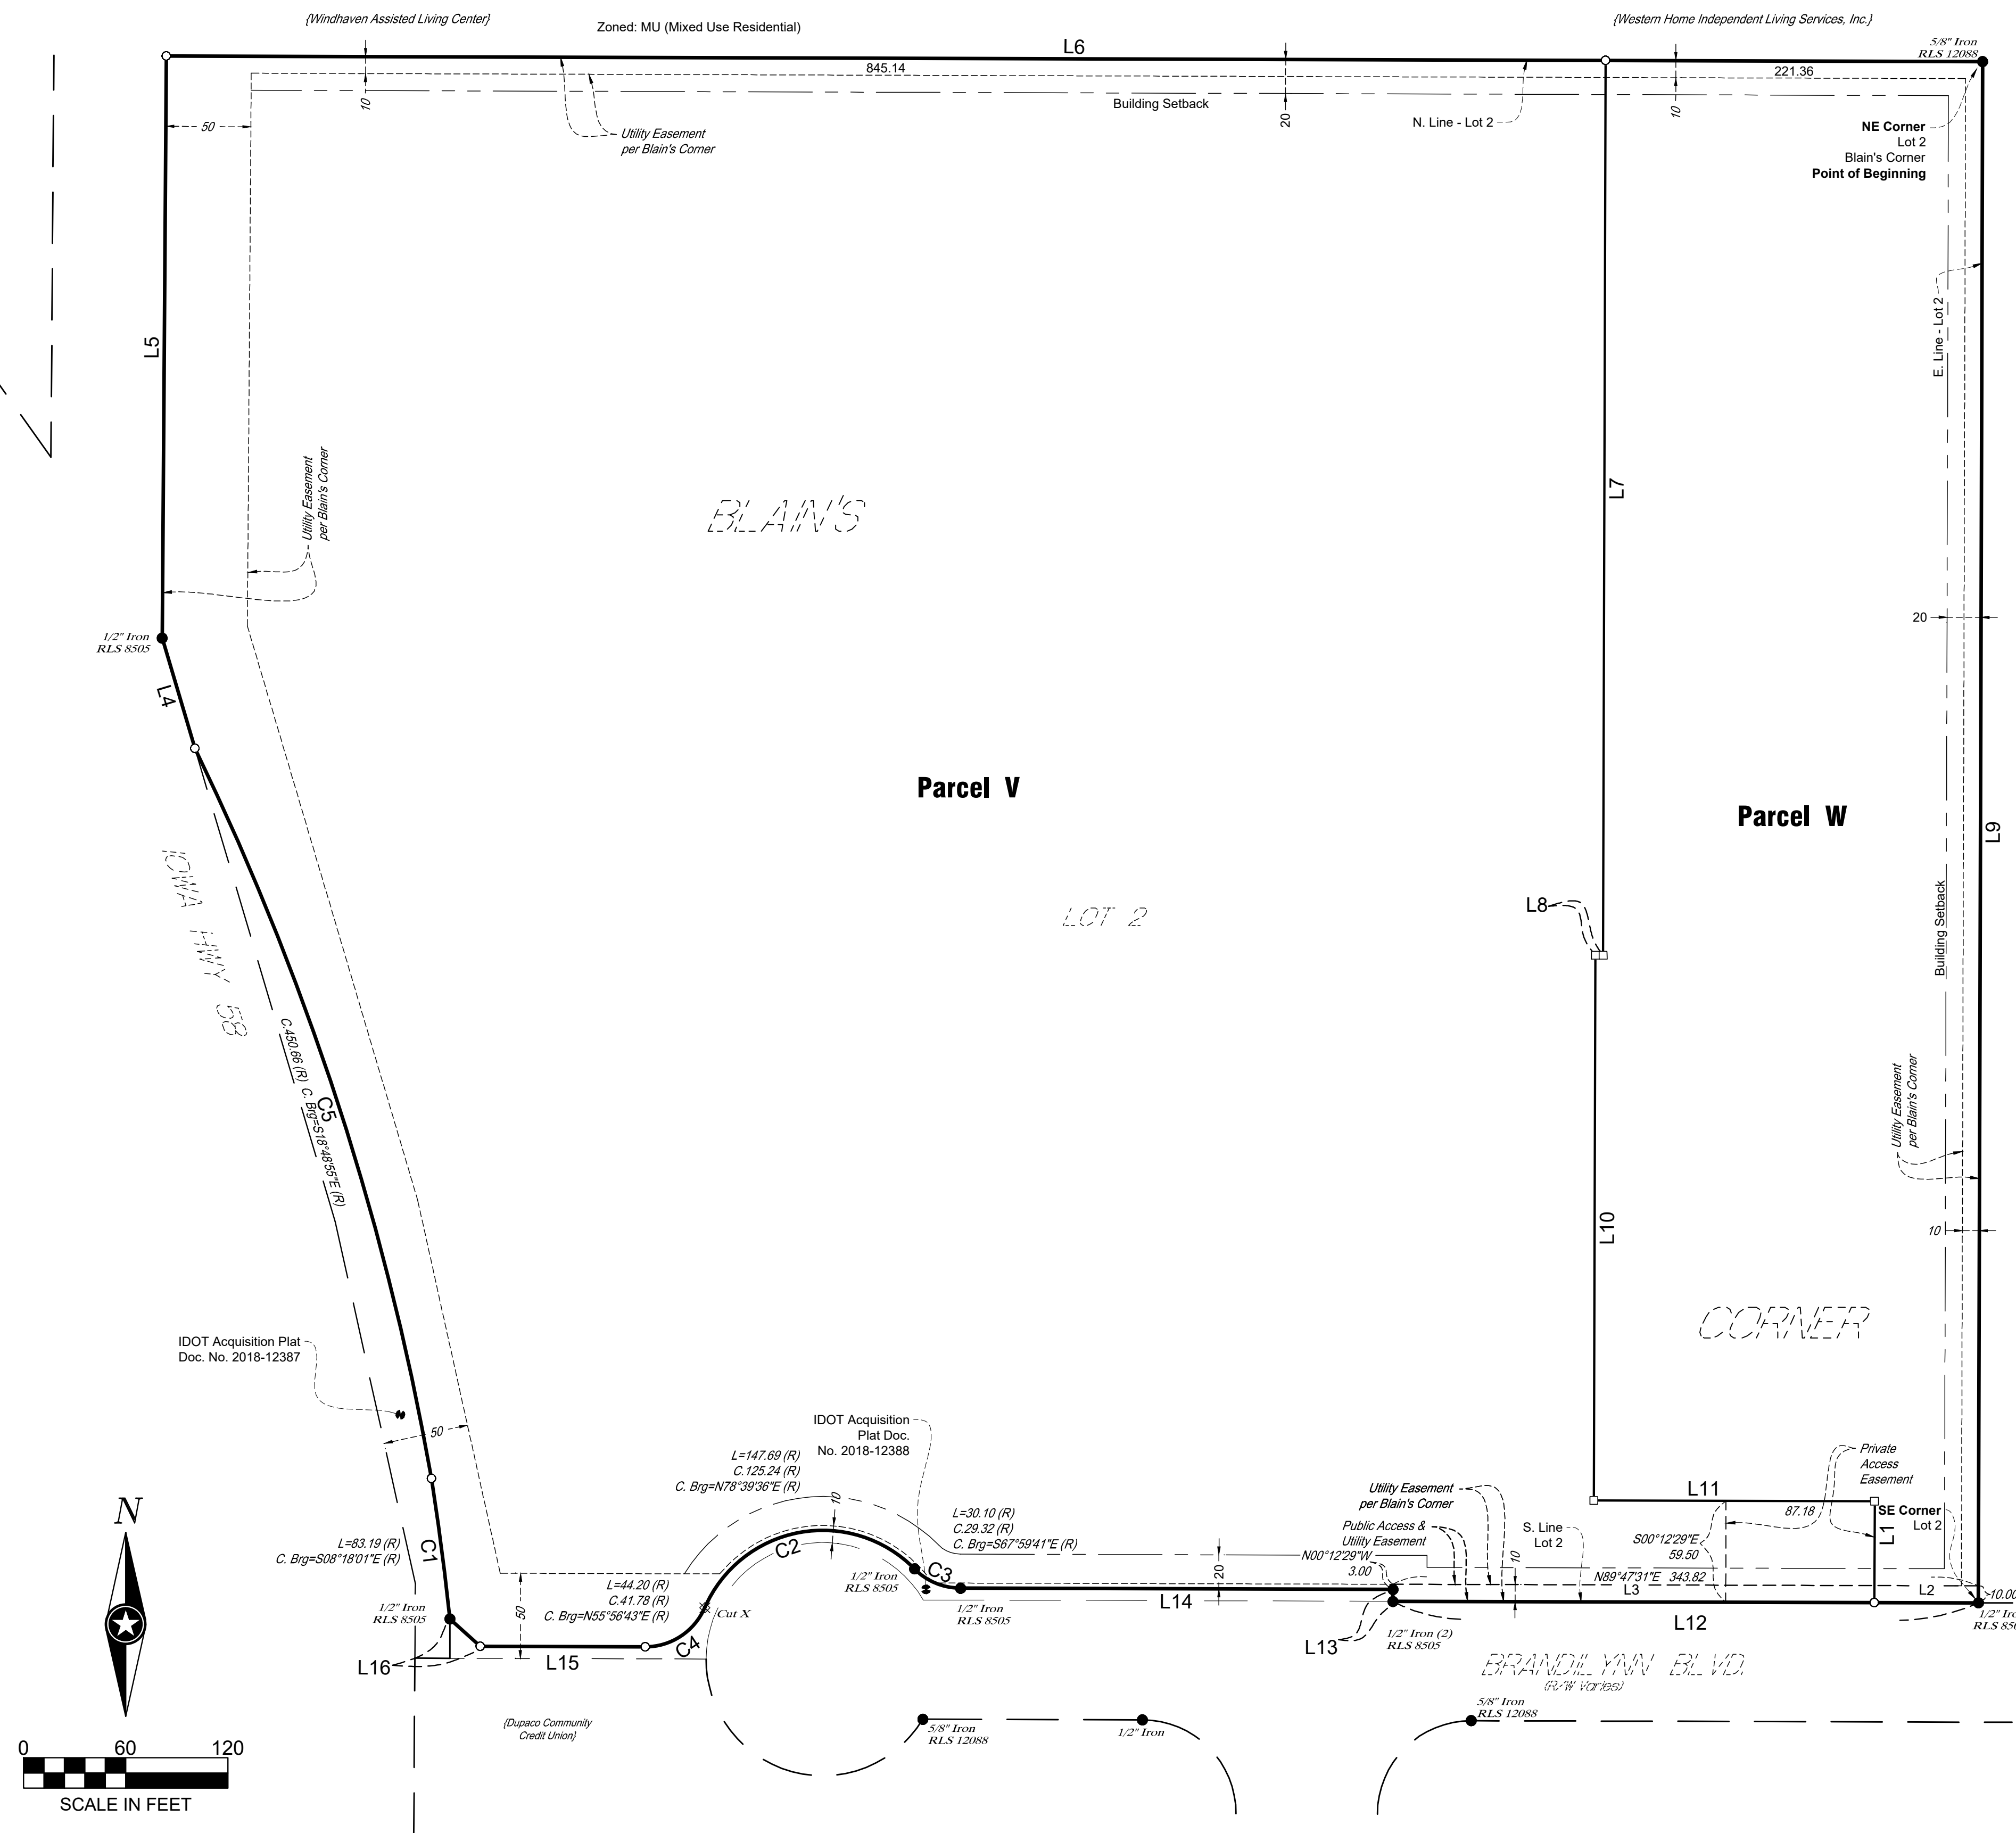 {Windhaven Assisted Living Center}
Zoned: MU (Mixed Use Residential)
{Western Home Independent Living Services, Inc.}
L6
5/8" Iron
RLS 12088
845.14
221.36
10
50
Building Setback
20
10
N. Line - Lot 2
Utility Easement
per Blain's Corner
NE Corner
Lot 2
Blain's Corner
Point of Beginning
L5
E. Line - Lot 2
Utility Easement
per Blain's Corner
BLAIN'S
L7
20
1/2" Iron
RLS 8505
L4
Parcel V
Parcel W
L9
IOWA HWY 58
LOT 2
L8
Building Setback
C.450.66 (R) C. Brg=S18°48'55"E (R)
C5
Utility Easement
per Blain's Corner
L10
10
CORNER
IDOT Acquisition Plat
Doc. No. 2018-12387
50
IDOT Acquisition
Plat Doc.
No. 2018-12388
L=147.69 (R)
C.125.24 (R)
C. Brg=N78°39'36"E (R)
10
Private
Access
Easement
L11
87.18
SE Corner
Lot 2
L1
Utility Easement
per Blain's Corner
Public Access &
Utility Easement
S. Line
Lot 2
S00°12'29"E
59.50
L=30.10 (R)
C.29.32 (R)
C. Brg=S67°59'41"E (R)
N
L=83.19 (R)
C. Brg=S08°18'01"E (R)
C1
C2
C3
N00°12'29"W
3.00
20
10
N89°47'31"E 343.82
L3
L2
10.00
1/2" Iron
RLS 8505
L=44.20 (R)
C.41.78 (R)
C. Brg=N55°56'43"E (R)
50
Cut X
1/2" Iron
RLS 8505
1/2" Iron
RLS 8505
L14
L12
L13
1/2" Iron (2)
RLS 8505
L16
L15
C4
BRANDILYNN BLVD
(R/W Varies)
{Dupaco Community
Credit Union}
5/8" Iron
RLS 12088
1/2" Iron
5/8" Iron
RLS 12088
0 60 120
SCALE IN FEET